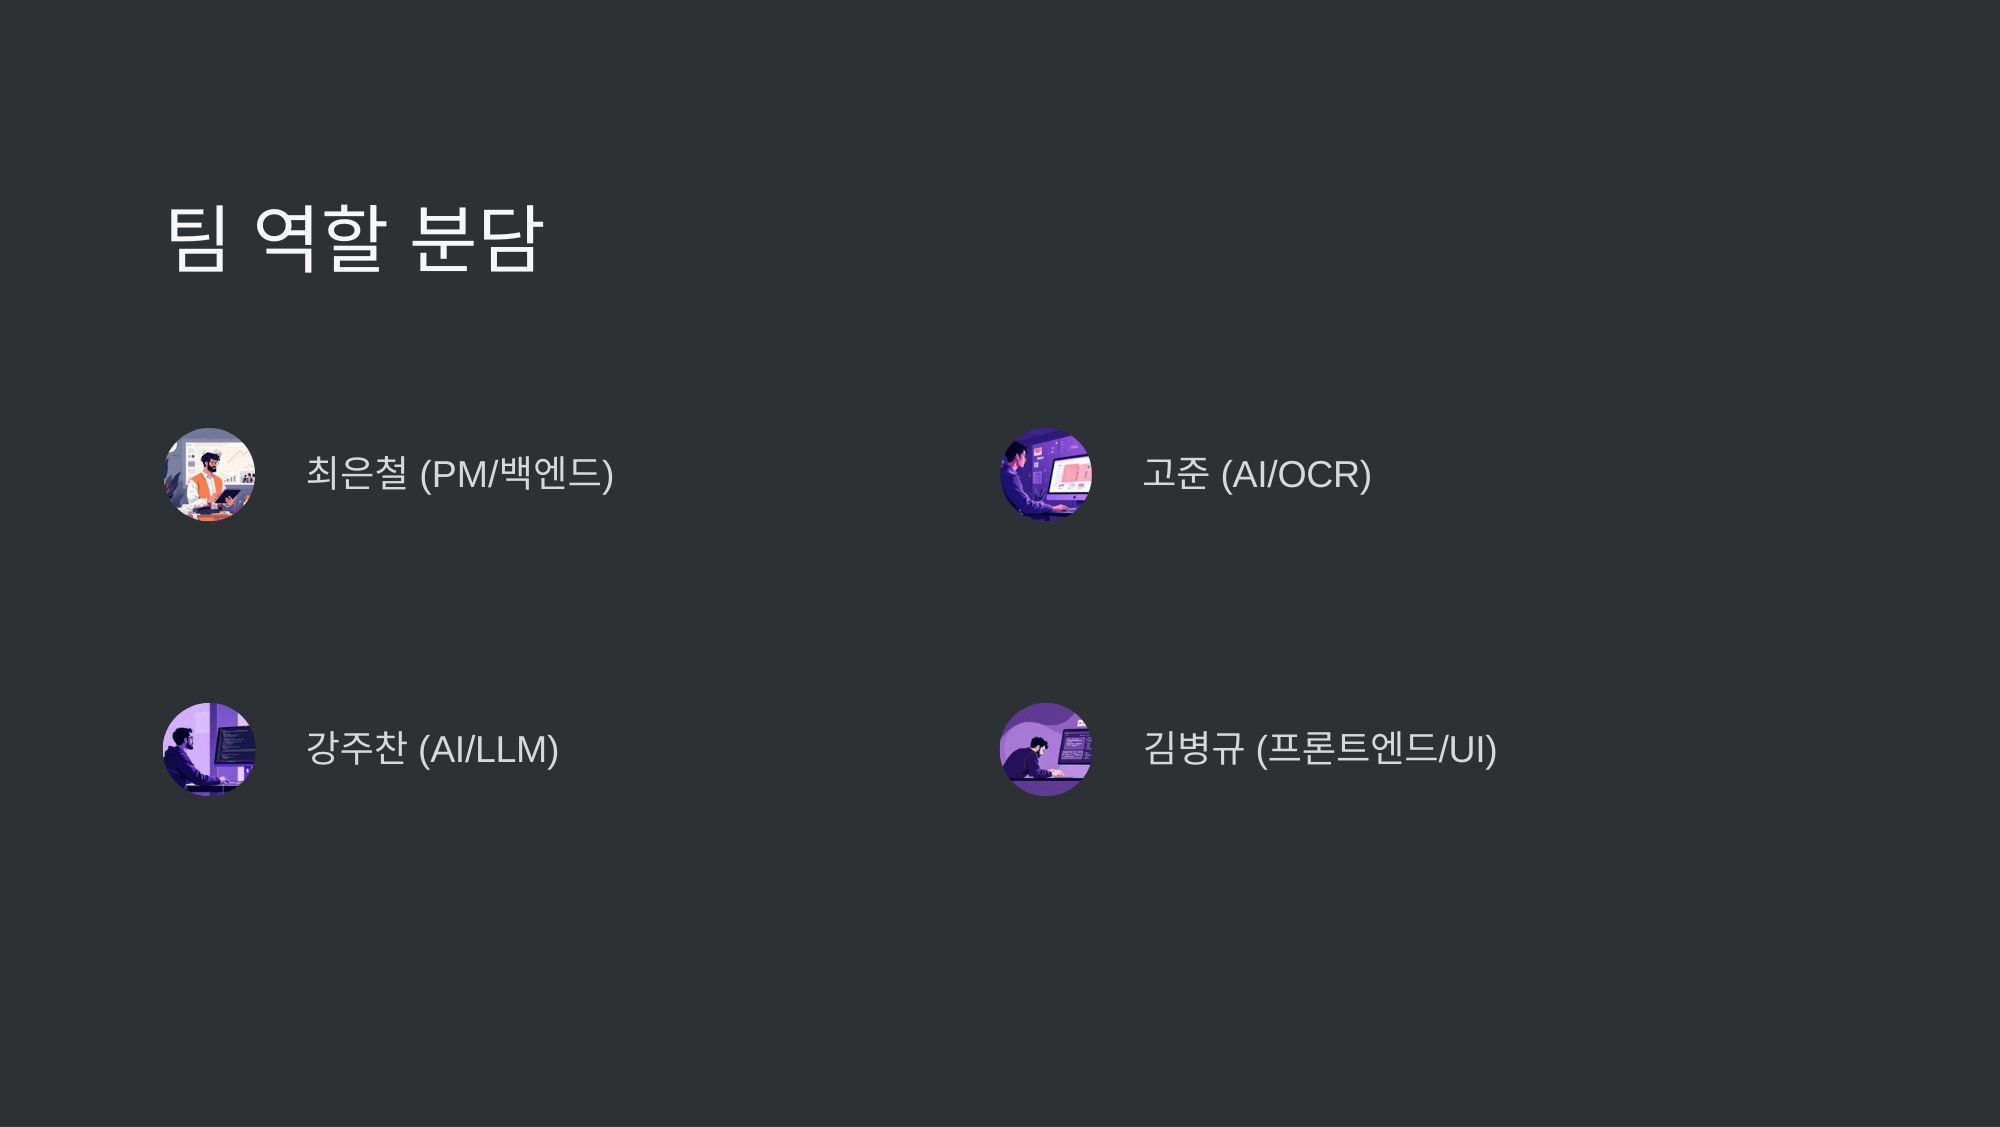 팀 역할 분담
최은철 (PM/백엔드)
고준 (AI/OCR)
강주찬 (AI/LLM)
김병규 (프론트엔드/UI)